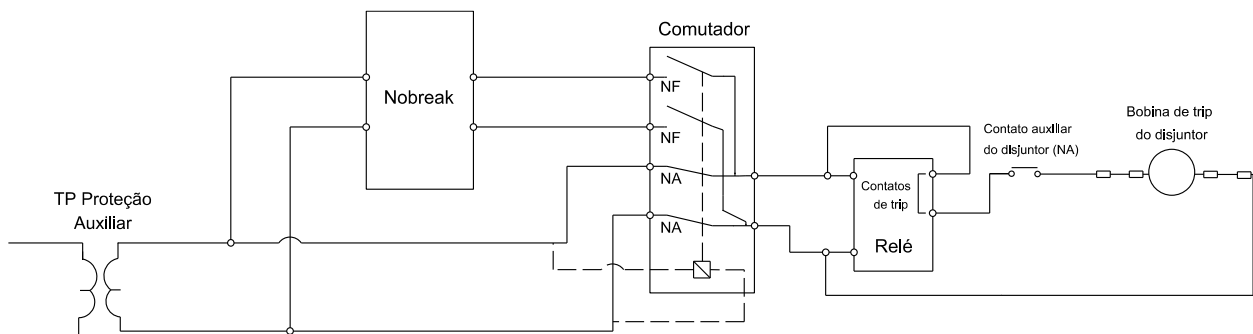 Comutador
Nobreak
NF
NF
NA
NA
TP Proteção
Auxiliar
Contatos
de trip
Relé
Contato auxiliar
do disjuntor (NA)
Bobina de trip
do disjuntor